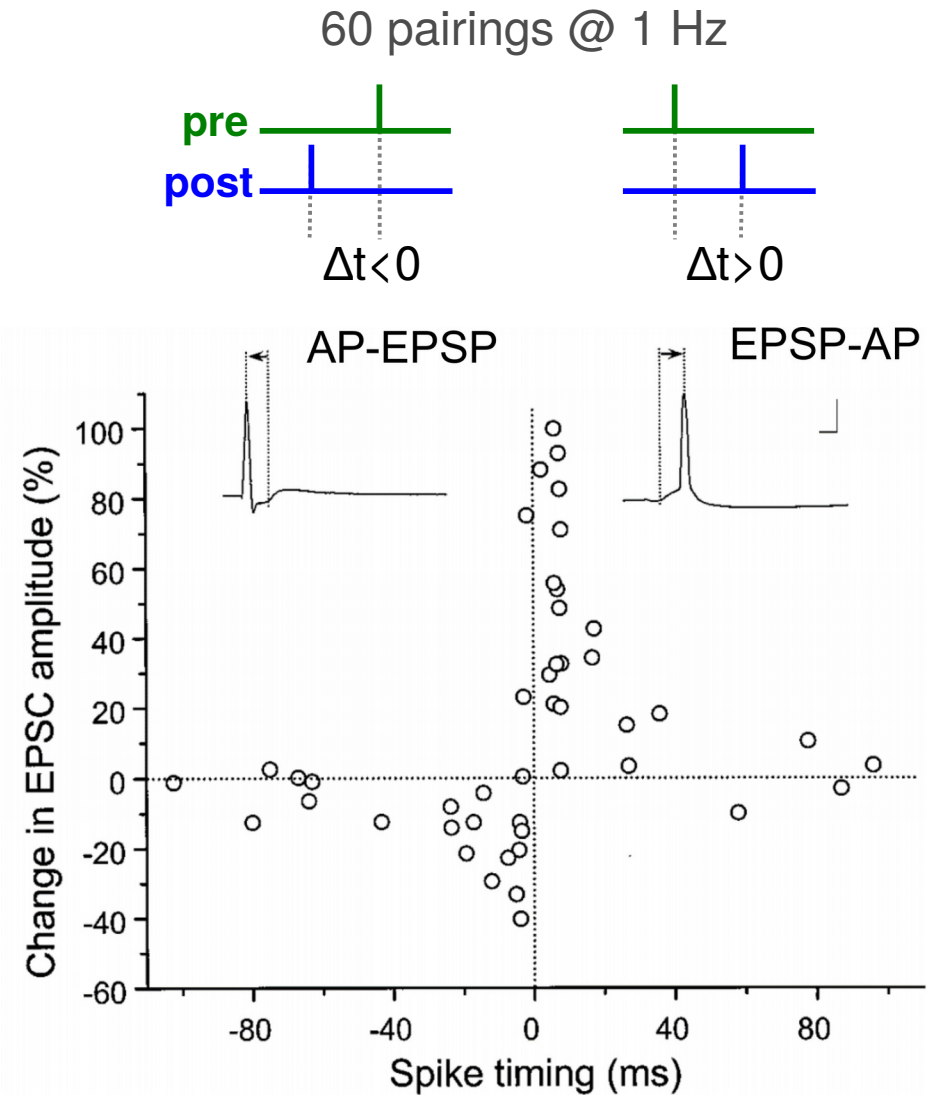 60 pairings @ 1 Hz
pre
post
Δt<0
Δt>0
AP-EPSP
EPSP-AP
Change in EPSC amplitude (%)
100
80
60
40
20
0
-20
-40
-60
-80
-40
0
40
80
Spike timing (ms)